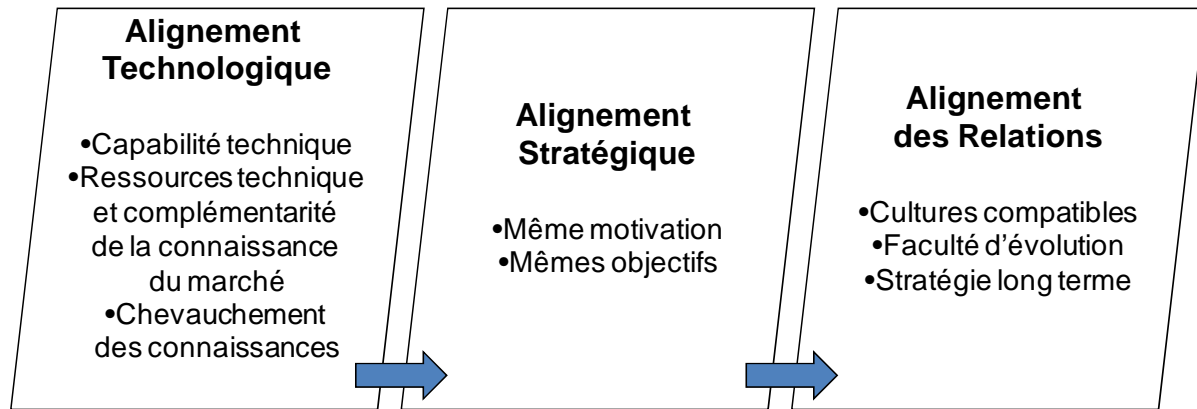 Alignement
Technologique
•Capabilité technique
•Ressources technique
et complémentarité
de la connaissance
du marché
•Chevauchement
des connaissances
Alignement
Stratégique
•Même motivation
•Mêmes objectifs
Alignement
des Relations
•Cultures compatibles
•Faculté d'évolution
•Stratégie long terme